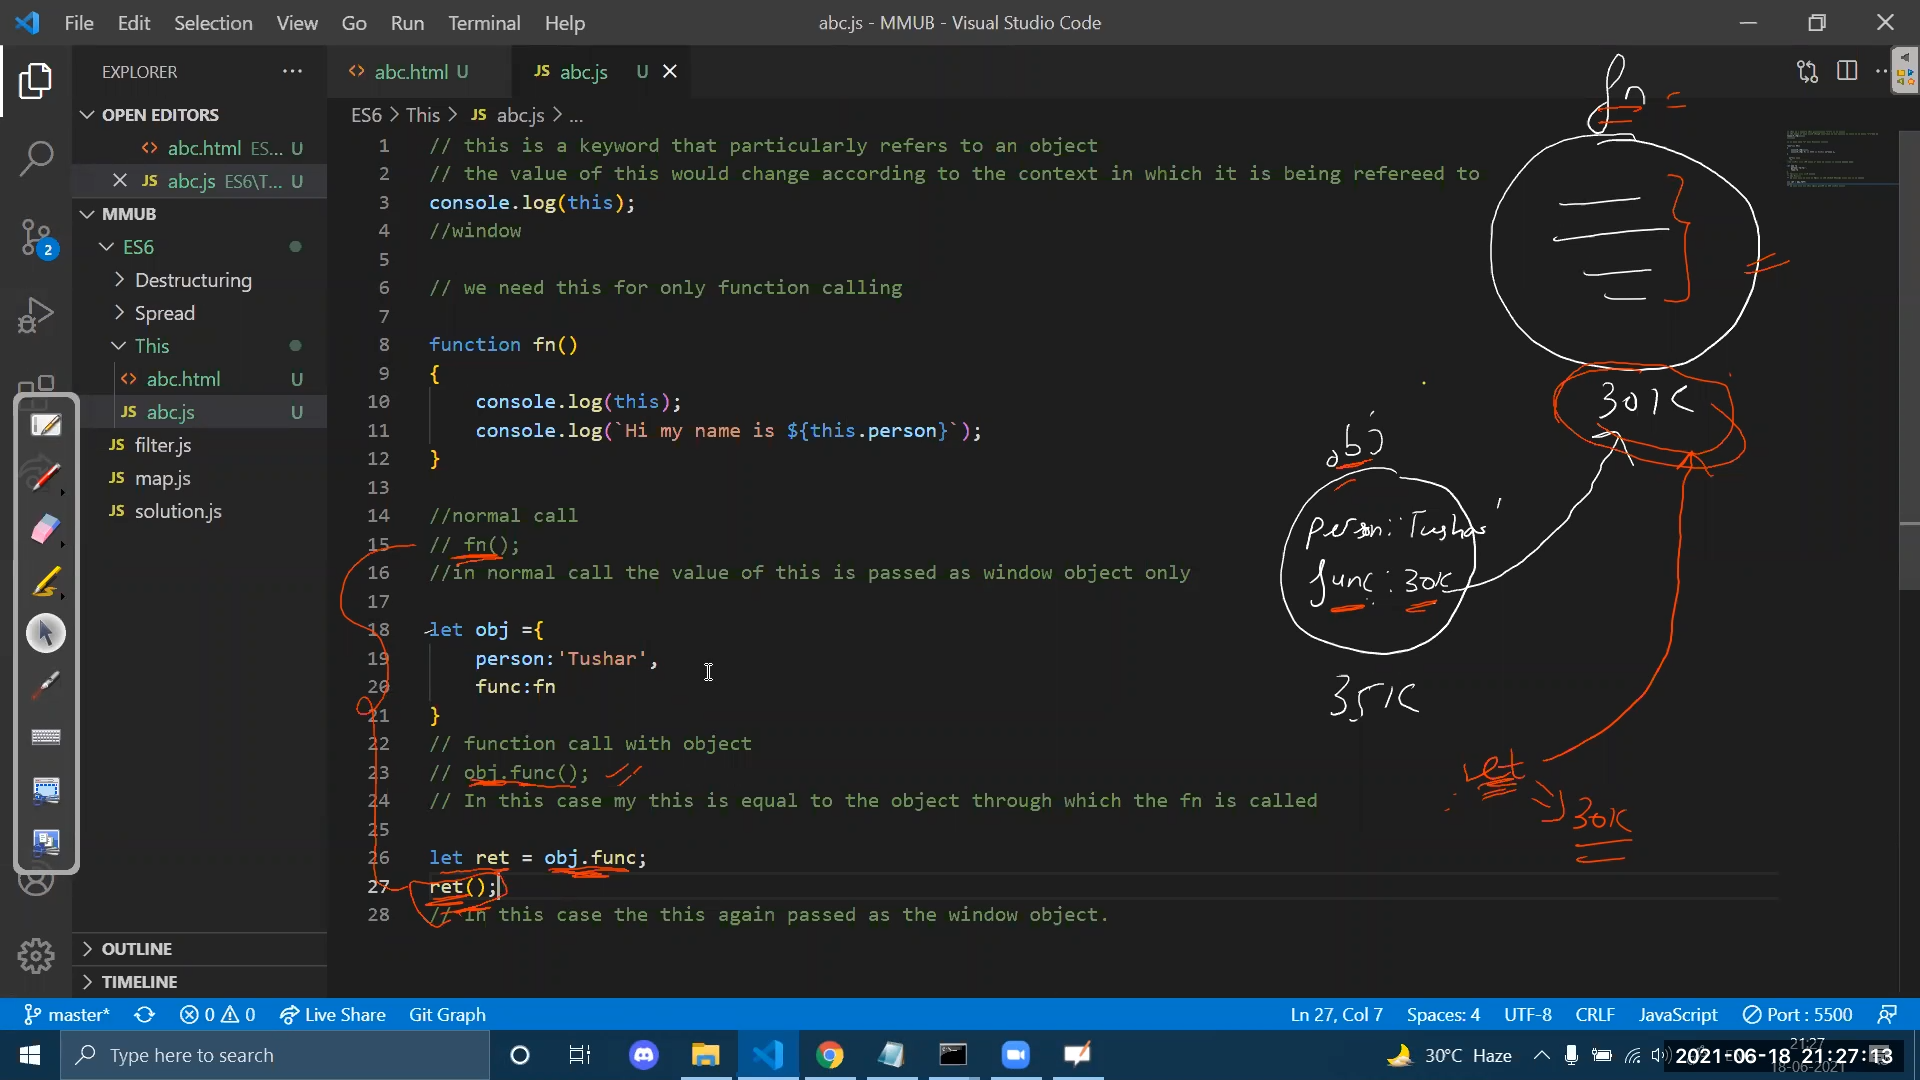 File Edit Selection View Go Run Terminal Help
abc.js - MMUB - Visual Studio Code
EXPLORER
abc.html U
JS abc.js U
OPEN EDITORS
abc.html ES... U
JS abc.js ES6\T... U
MMUB
ES6
Destructuring
Spread
This
abc.html U
JS abc.js U
JS filter.js
JS map.js
JS solution.js
OUTLINE
TIMELINE
2
ES6 > This > JS abc.js > ...
1 // this is a keyword that particularly refers to an object
2 // the value of this would change according to the context in which it is being refereed to
3 console.log(this);
4 //window
5
6 // we need this for only function calling
7
8 function fn()
9 {
10 console.log(this);
11 console.log(`Hi my name is ${this.person}`);
12 }
13
14 //normal call
15 // fn();
16 //in normal call the value of this is passed as window object only
17
18 let obj ={
19 person:'Tushar',
20 func:fn
21 }
22 // function call with object
23 // obj.func();
24 // In this case my this is equal to the object through which the fn is called
25
26 let ret = obj.func;
27 ret();
28 // In this case the this again passed as the window object.
fn
30K
obj
person: 'Tushar'
func: 30K
35K
ret
30K
master* 0 0 Live Share Git Graph
Ln 27, Col 7 Spaces: 4 UTF-8 CRLF JavaScript Port : 5500
Type here to search
30°C Haze
21:27
2021-06-18 21:27:13
18-06-2021